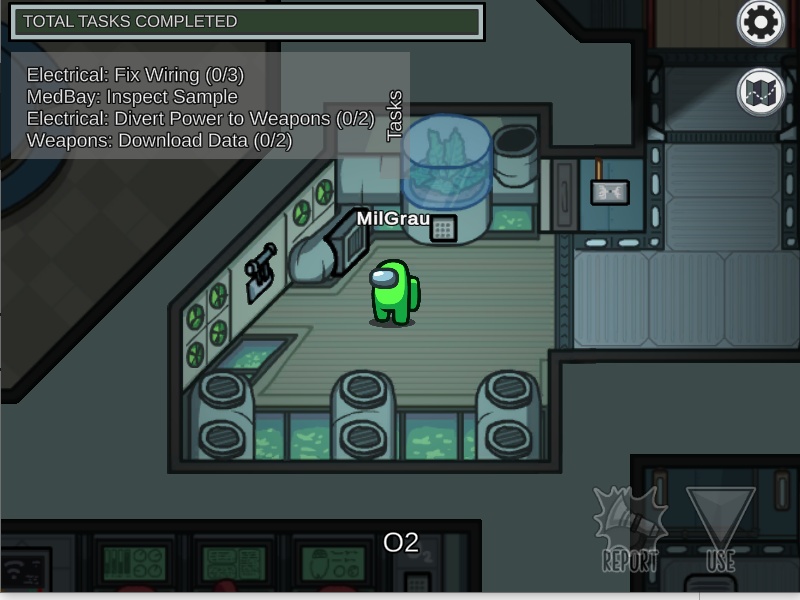 TOTAL TASKS COMPLETED
Electrical: Fix Wiring (0/3)
MedBay: Inspect Sample
Electrical: Divert Power to Weapons (0/2)
Weapons: Download Data (0/2)
Tasks
MilGrau
O2
REPORT
USE